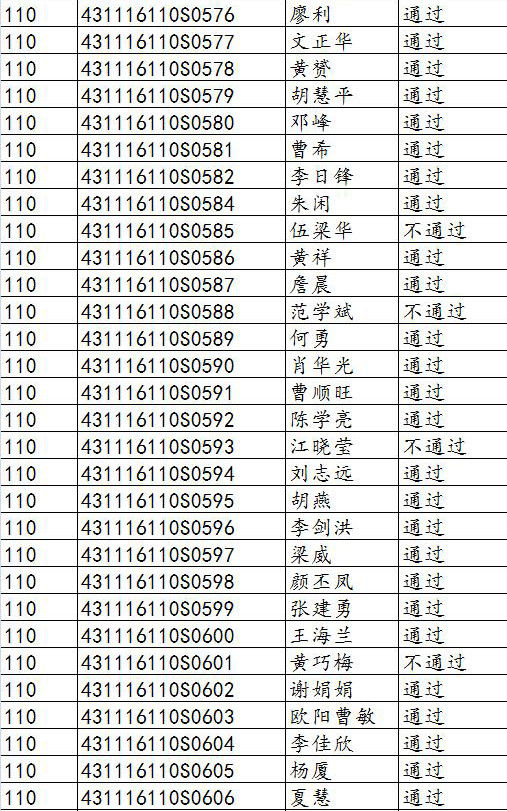 110 431116110S0576 廖利 通过
110 431116110S0577 文正华 通过
110 431116110S0578 黄赟 通过
110 431116110S0579 胡慧平 通过
110 431116110S0580 邓峰 通过
110 431116110S0581 曹希 通过
110 431116110S0582 李日锋 通过
110 431116110S0584 朱闲 通过
110 431116110S0585 伍梁华 不通过
110 431116110S0586 黄祥 通过
110 431116110S0587 詹晨 通过
110 431116110S0588 范学斌 不通过
110 431116110S0589 何勇 通过
110 431116110S0590 肖华光 通过
110 431116110S0591 曹顺旺 通过
110 431116110S0592 陈学亮 通过
110 431116110S0593 江晓莹 不通过
110 431116110S0594 刘志远 通过
110 431116110S0595 胡燕 通过
110 431116110S0596 李剑洪 通过
110 431116110S0597 梁威 通过
110 431116110S0598 颜丕凤 通过
110 431116110S0599 张建勇 通过
110 431116110S0600 王海兰 通过
110 431116110S0601 黄巧梅 不通过
110 431116110S0602 谢娟娟 通过
110 431116110S0603 欧阳曹敏 通过
110 431116110S0604 李佳欣 通过
110 431116110S0605 杨厦 通过
110 431116110S0606 夏慧 通过